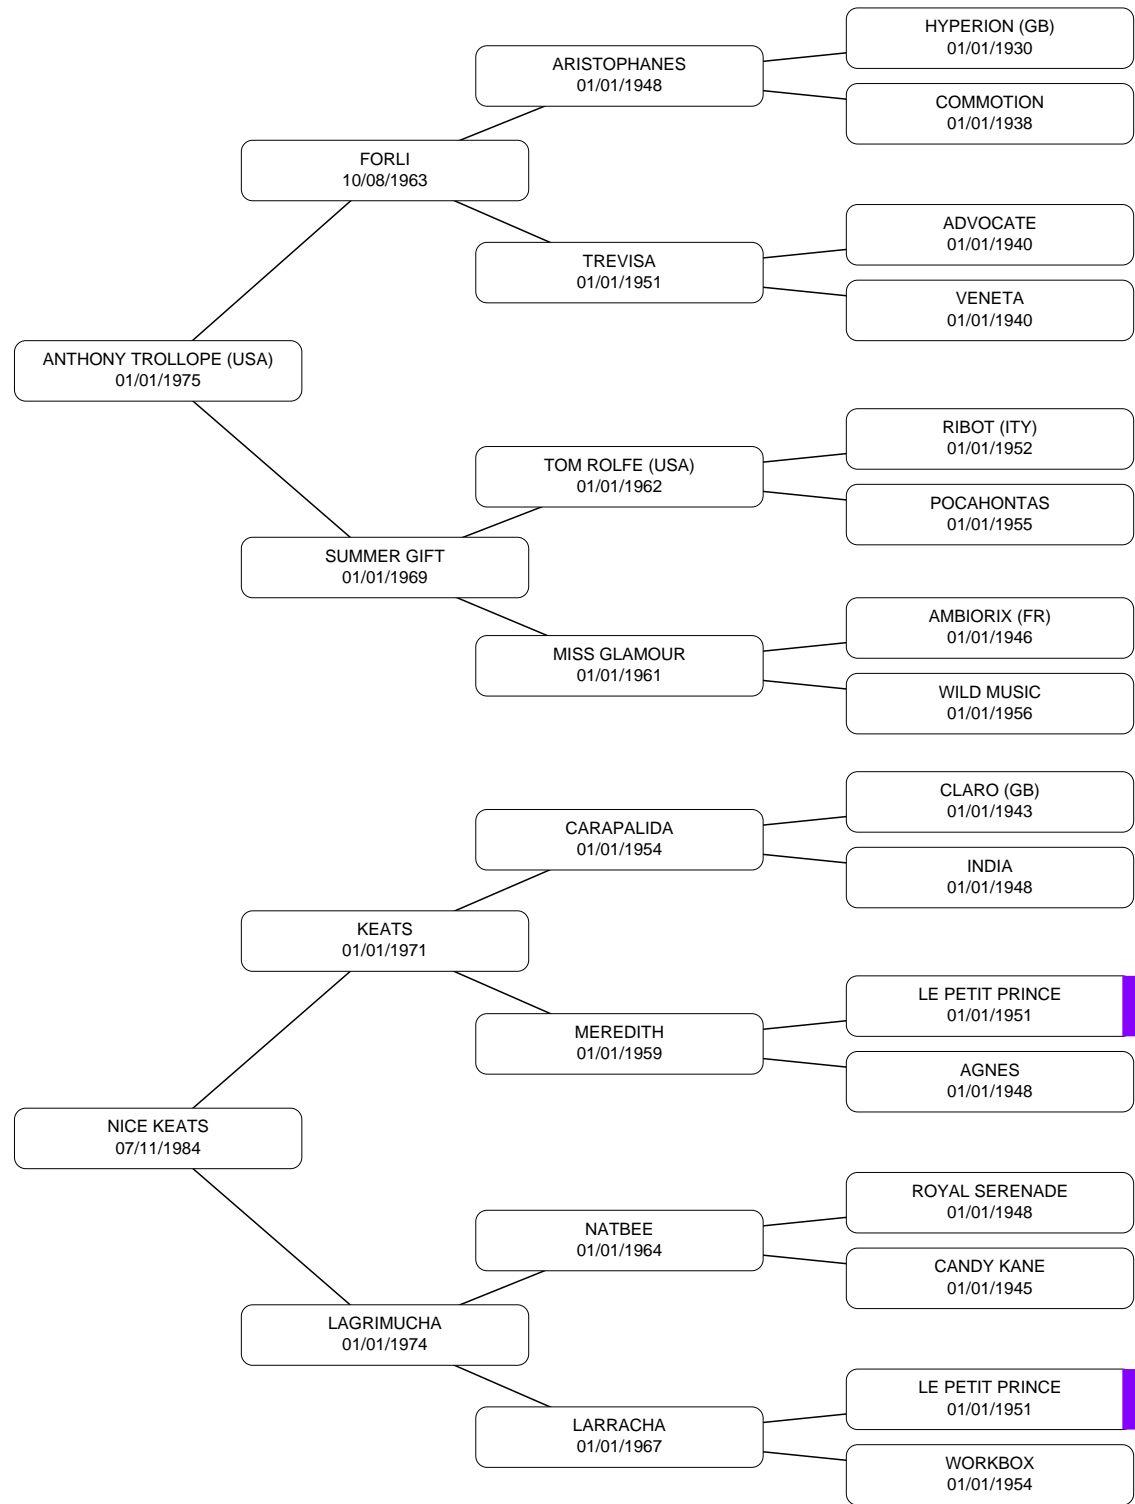 HYPERION (GB)
01/01/1930
ARISTOPHANES
01/01/1948
COMMOTION
01/01/1938
FORLI
10/08/1963
ADVOCATE
01/01/1940
TREVISA
01/01/1951
VENETA
01/01/1940
ANTHONY TROLLOPE (USA)
01/01/1975
RIBOT (ITY)
01/01/1952
TOM ROLFE (USA)
01/01/1962
POCAHONTAS
01/01/1955
SUMMER GIFT
01/01/1969
AMBIORIX (FR)
01/01/1946
MISS GLAMOUR
01/01/1961
WILD MUSIC
01/01/1956
CLARO (GB)
01/01/1943
CARAPALIDA
01/01/1954
INDIA
01/01/1948
KEATS
01/01/1971
LE PETIT PRINCE
01/01/1951
MEREDITH
01/01/1959
AGNES
01/01/1948
NICE KEATS
07/11/1984
ROYAL SERENADE
01/01/1948
NATBEE
01/01/1964
CANDY KANE
01/01/1945
LAGRIMUCHA
01/01/1974
LE PETIT PRINCE
01/01/1951
LARRACHA
01/01/1967
WORKBOX
01/01/1954